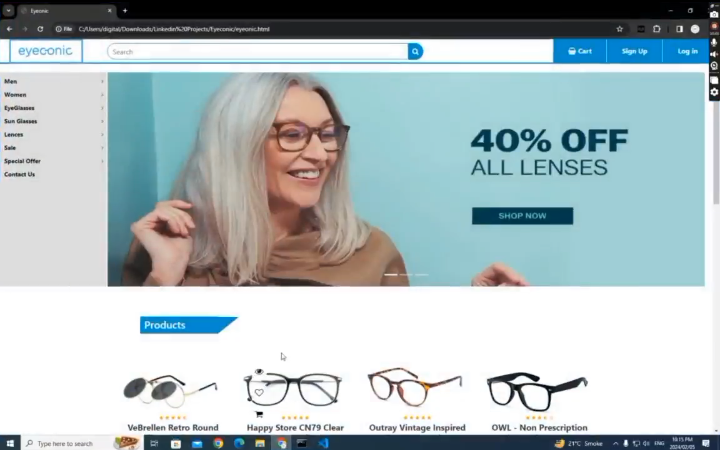 Eyeconic
File
C:/Users/digital/Downloads/Linkedin%20Projects/Eyeconic/eyeconic.html
eyeconic
Search
Cart
Sign Up
Log in
Men
Women
EyeGlasses
Sun Glasses
Lences
Sale
Special Offer
Contact Us
40% OFF
ALL LENSES
SHOP NOW
Products
VeBrellen Retro Round
Happy Store CN79 Clear
Outray Vintage Inspired
OWL - Non Prescription
Type here to search
21°C Smoke
ENG
10:15 PM
2024/02/05